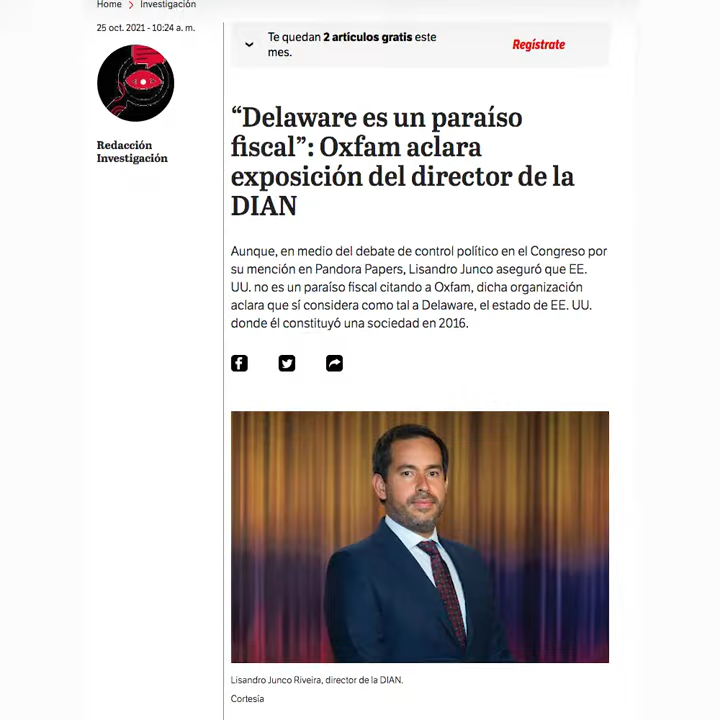 Home > Investigación
25 oct. 2021 - 10:24 a. m.
Redacción
Investigación
Te quedan 2 artículos gratis este
mes.
Regístrate
“Delaware es un paraíso
fiscal”: Oxfam aclara
exposición del director de la
DIAN
Aunque, en medio del debate de control político en el Congreso por
su mención en Pandora Papers, Lisandro Junco aseguró que EE.
UU. no es un paraíso fiscal citando a Oxfam, dicha organización
aclara que sí considera como tal a Delaware, el estado de EE. UU.
donde él constituyó una sociedad en 2016.
Lisandro Junco Riveira, director de la DIAN.
Cortesía